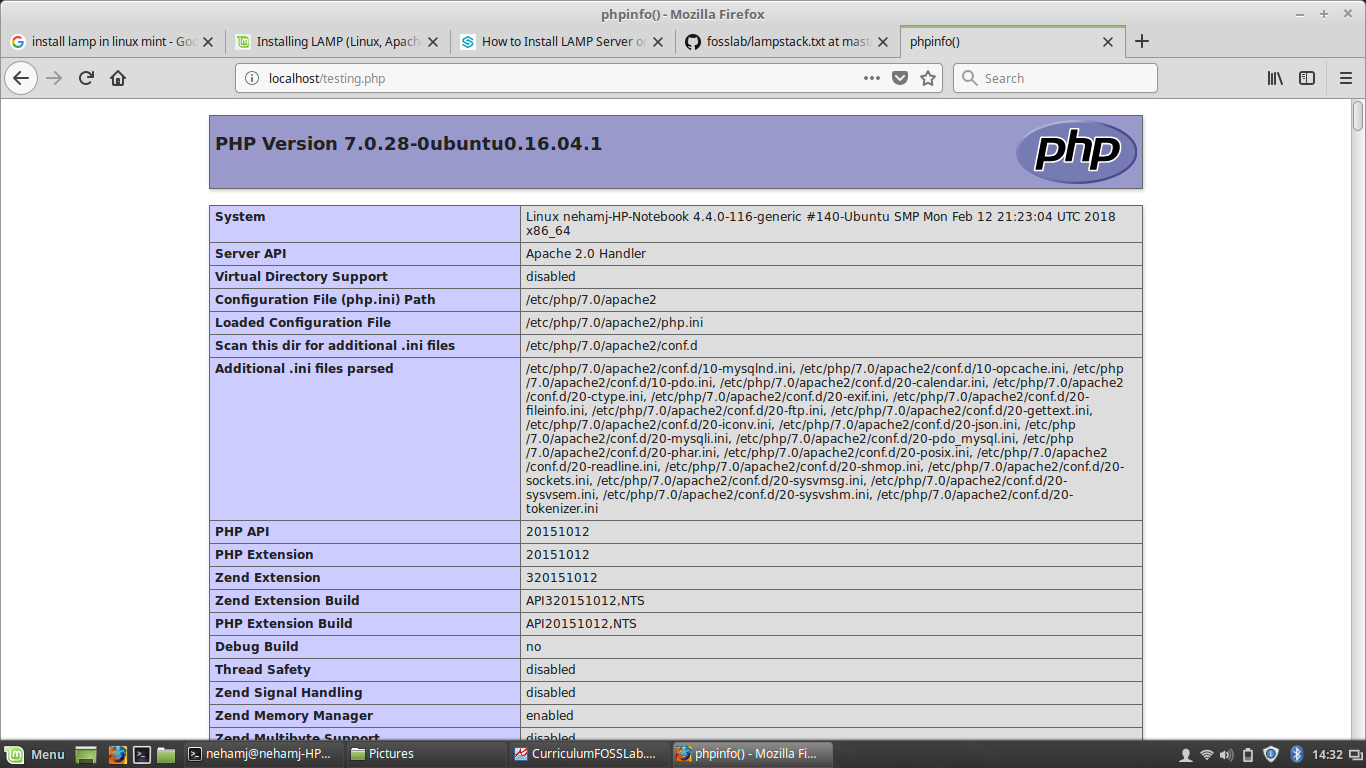 phpinfo() - Mozilla Firefox
install lamp in linux mint - Goo
Installing LAMP (Linux, Apach
How to Install LAMP Server o
fosslab/lampstack.txt at mast
phpinfo()
localhost/testing.php
Search
PHP Version 7.0.28-0ubuntu0.16.04.1
php
System
Linux nehamj-HP-Notebook 4.4.0-116-generic #140-Ubuntu SMP Mon Feb 12 21:23:04 UTC 2018
x86_64
Server API
Apache 2.0 Handler
Virtual Directory Support
disabled
Configuration File (php.ini) Path
/etc/php/7.0/apache2
Loaded Configuration File
/etc/php/7.0/apache2/php.ini
Scan this dir for additional .ini files
/etc/php/7.0/apache2/conf.d
Additional .ini files parsed
/etc/php/7.0/apache2/conf.d/10-mysqlnd.ini, /etc/php/7.0/apache2/conf.d/10-opcache.ini, /etc/php
/7.0/apache2/conf.d/10-pdo.ini, /etc/php/7.0/apache2/conf.d/20-calendar.ini, /etc/php/7.0/apache2
/conf.d/20-ctype.ini, /etc/php/7.0/apache2/conf.d/20-exif.ini, /etc/php/7.0/apache2/conf.d/20-
fileinfo.ini, /etc/php/7.0/apache2/conf.d/20-ftp.ini, /etc/php/7.0/apache2/conf.d/20-gettext.ini,
/etc/php/7.0/apache2/conf.d/20-iconv.ini, /etc/php/7.0/apache2/conf.d/20-json.ini, /etc/php
/7.0/apache2/conf.d/20-mysqli.ini, /etc/php/7.0/apache2/conf.d/20-pdo_mysql.ini, /etc/php
/7.0/apache2/conf.d/20-phar.ini, /etc/php/7.0/apache2/conf.d/20-posix.ini, /etc/php/7.0/apache2
/conf.d/20-readline.ini, /etc/php/7.0/apache2/conf.d/20-shmop.ini, /etc/php/7.0/apache2/conf.d/20-
sockets.ini, /etc/php/7.0/apache2/conf.d/20-sysvmsg.ini, /etc/php/7.0/apache2/conf.d/20-
sysvsem.ini, /etc/php/7.0/apache2/conf.d/20-sysvshm.ini, /etc/php/7.0/apache2/conf.d/20-
tokenizer.ini
PHP API
20151012
PHP Extension
20151012
Zend Extension
320151012
Zend Extension Build
API320151012,NTS
PHP Extension Build
API20151012,NTS
Debug Build
no
Thread Safety
disabled
Zend Signal Handling
disabled
Zend Memory Manager
enabled
Zend Multibyte Support
disabled
Menu
nehamj@nehamj-HP...
Pictures
CurriculumFOSSLab....
phpinfo() - Mozilla Fi...
14:32